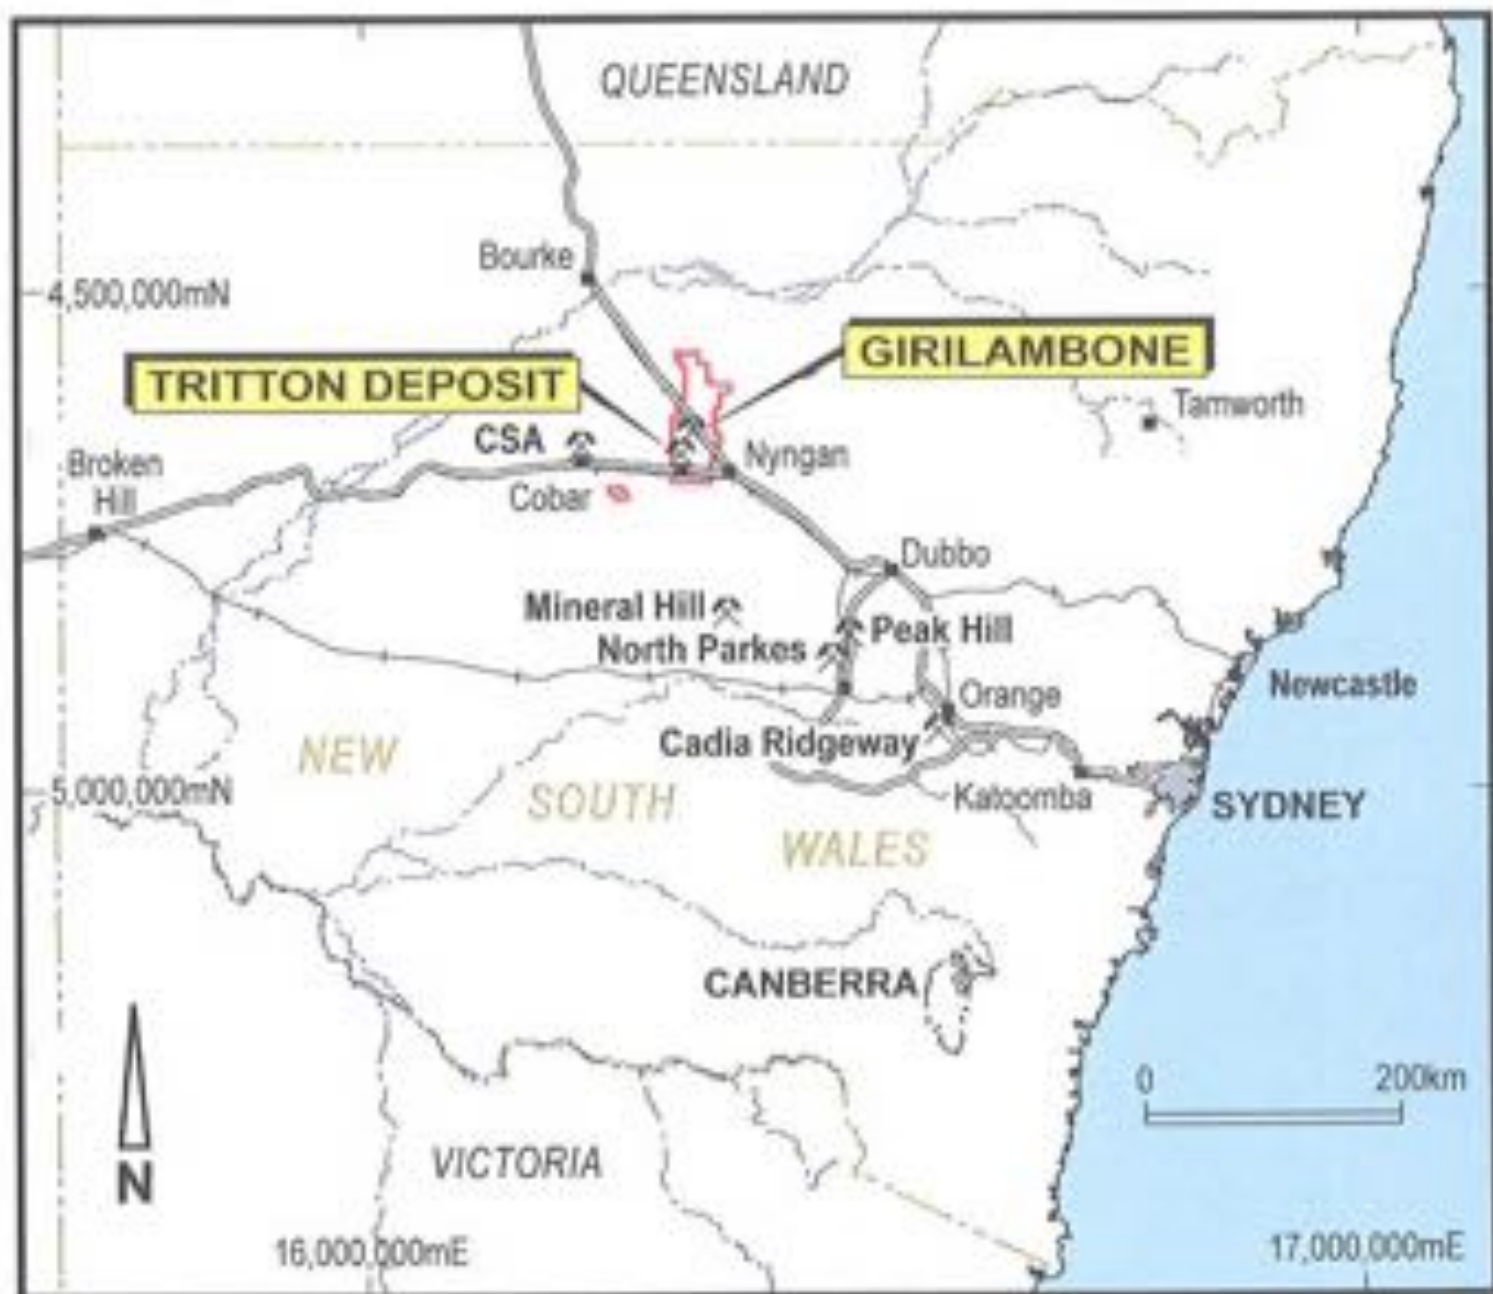 QUEENSLAND
Bourke
4,500,000mN
GIRILAMBONE
TRITTON DEPOSIT
Tamworth
CSA
Nyngan
Broken
Hill
Cobar
Dubbo
Mineral Hill
Peak Hill
North Parkes
Newcastle
Orange
NEW
Cadia Ridgeway
5,000,000mN
SOUTH
Katoomba
SYDNEY
WALES
CANBERRA
0
200km
N
VICTORIA
16,000,000mE
17,000,000mE